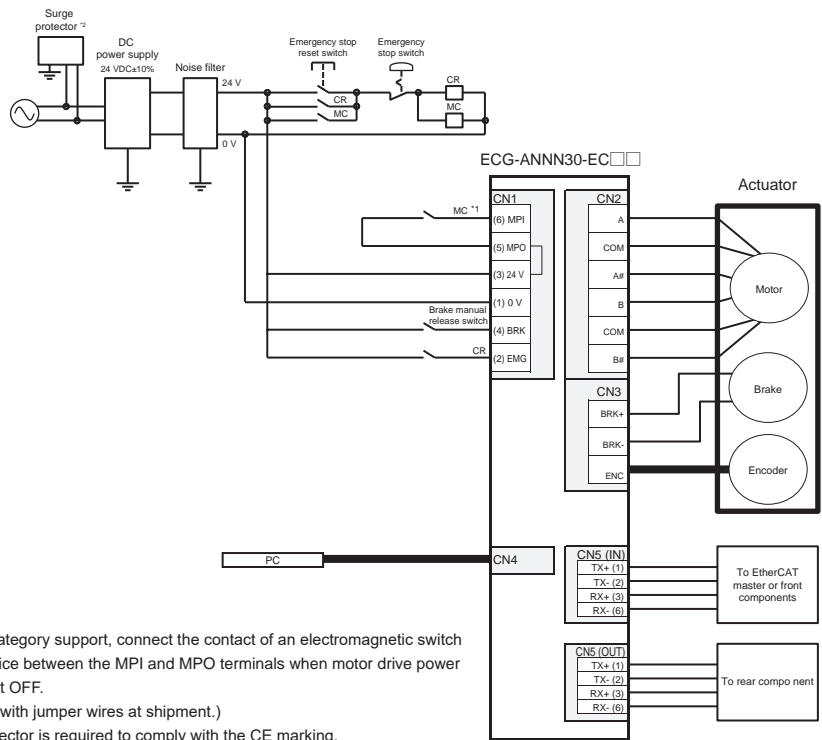 Surge
protector *2
DC
power supply
24 VDC±10%
Noise filter
24 V
0 V
Emergency stop
reset switch
Emergency
stop switch
CR
MC
CR
MC
ECG-ANNN30-EC□□
Actuator
CN1
MC *1
(6) MPI
(5) MPO
(3) 24 V
(1) 0 V
Brake manual
release switch
(4) BRK
CR
(2) EMG
CN2
A
COM
A#
B
COM
B#
CN3
BRK+
BRK-
ENC
Motor
Brake
Encoder
PC
CN4
CN5 (IN)
TX+ (1)
TX- (2)
RX+ (3)
RX- (6)
To EtherCAT
master or front
components
CN5 (OUT)
TX+ (1)
TX- (2)
RX+ (3)
RX- (6)
To rear compo nent
ategory support, connect the contact of an electromagnetic switch
ice between the MPI and MPO terminals when motor drive power
t OFF.
with jumper wires at shipment.)
ector is required to comply with the CE marking.